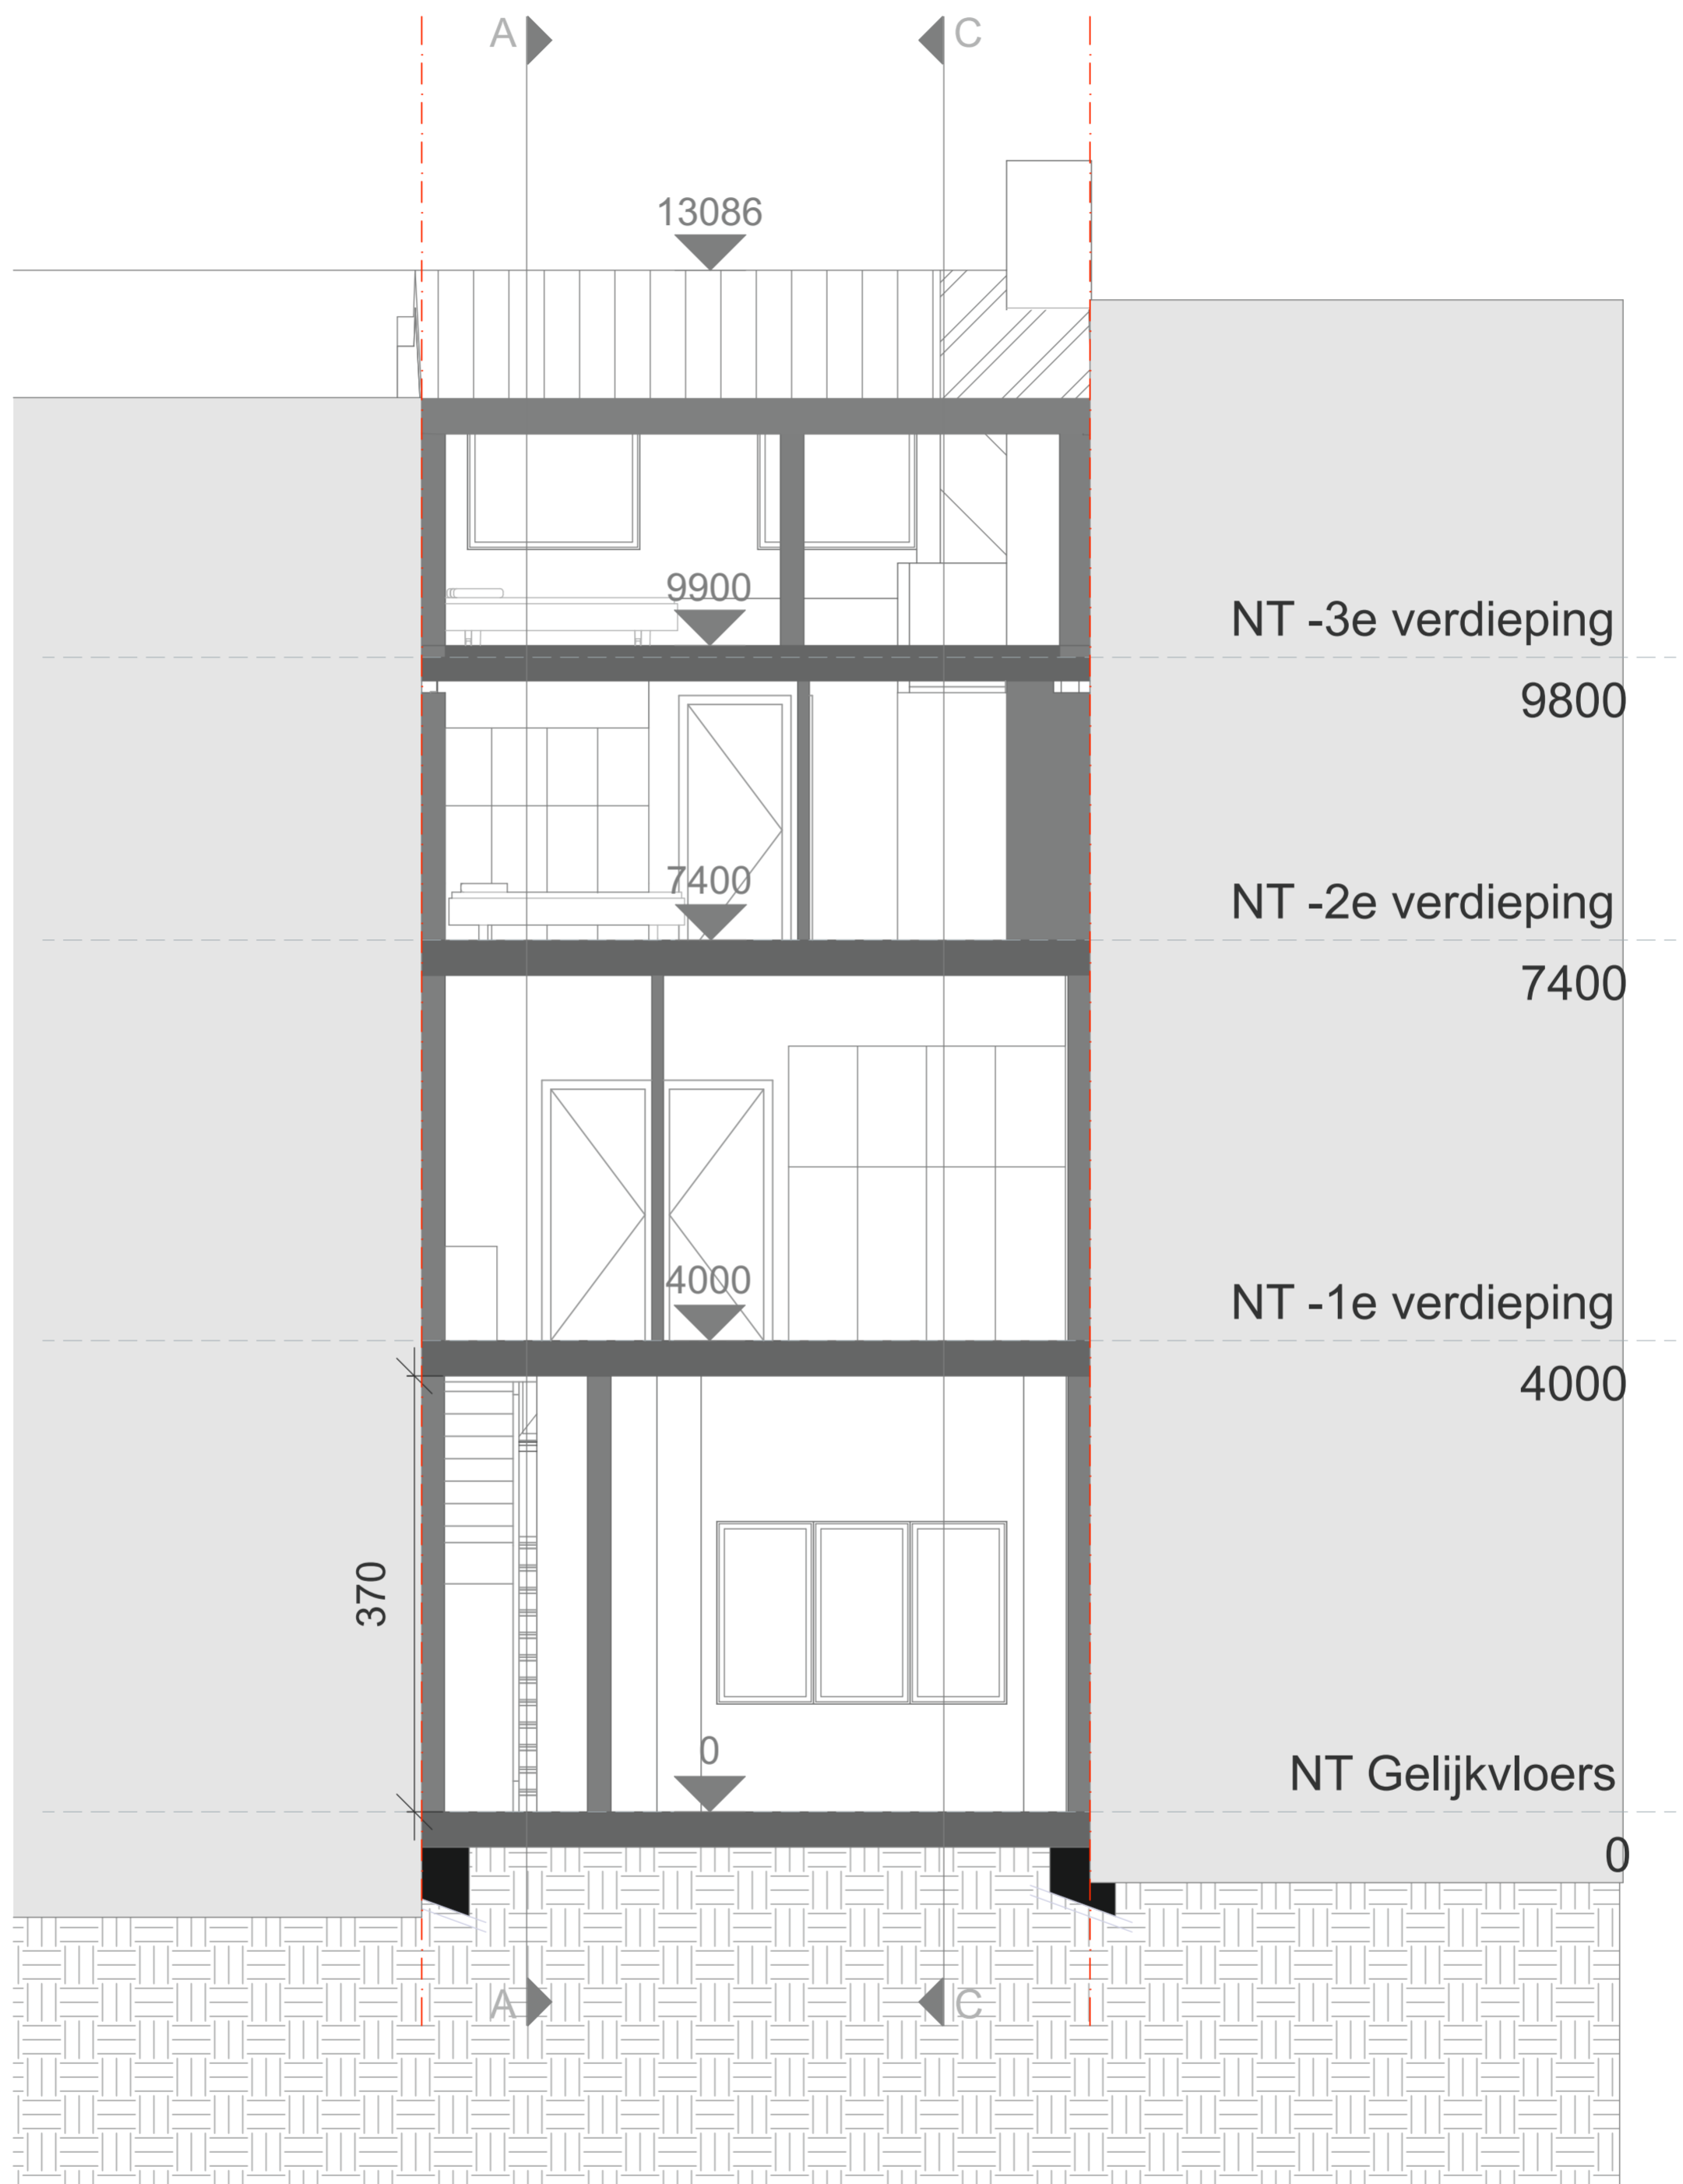 A
C
13086
9900
NT -3e verdieping
9800
7400
NT -2e verdieping
7400
4000
NT -1e verdieping
4000
370
0
NT Gelijkvloers
0
A
C